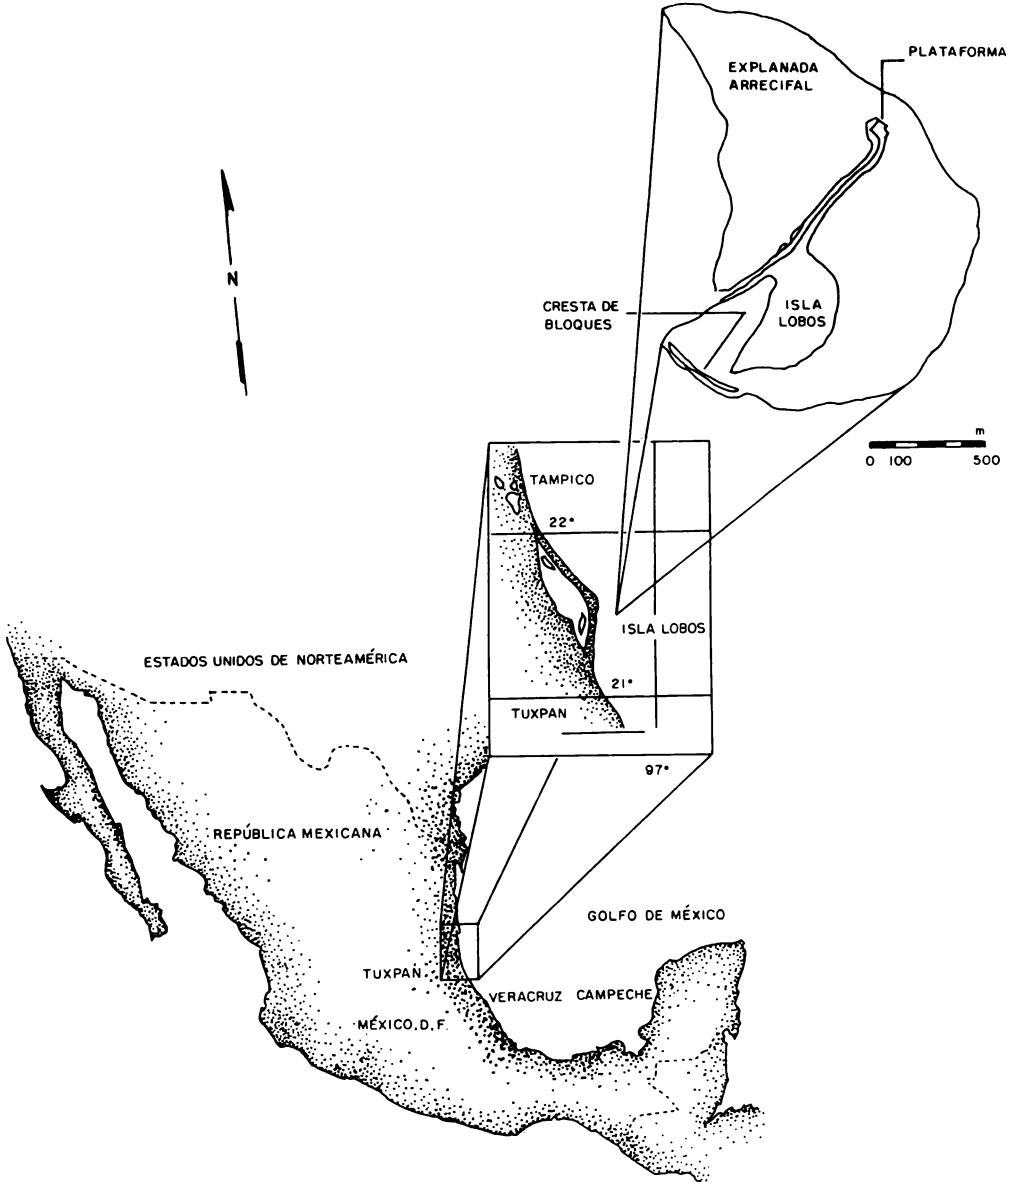 PLATAFORMA
EXPLANADA
ARRECIFAL
N
CRESTA DE
BLOQUES
ISLA
LOBOS
m
0 100 500
TAMPICO
22°
ISLA LOBOS
21°
TUXPAN
97°
ESTADOS UNIDOS DE NORTEAMÉRICA
REPÚBLICA MEXICANA
GOLFO DE MÉXICO
TUXPAN
VERACRUZ CAMPECHE
MÉXICO, D, F.